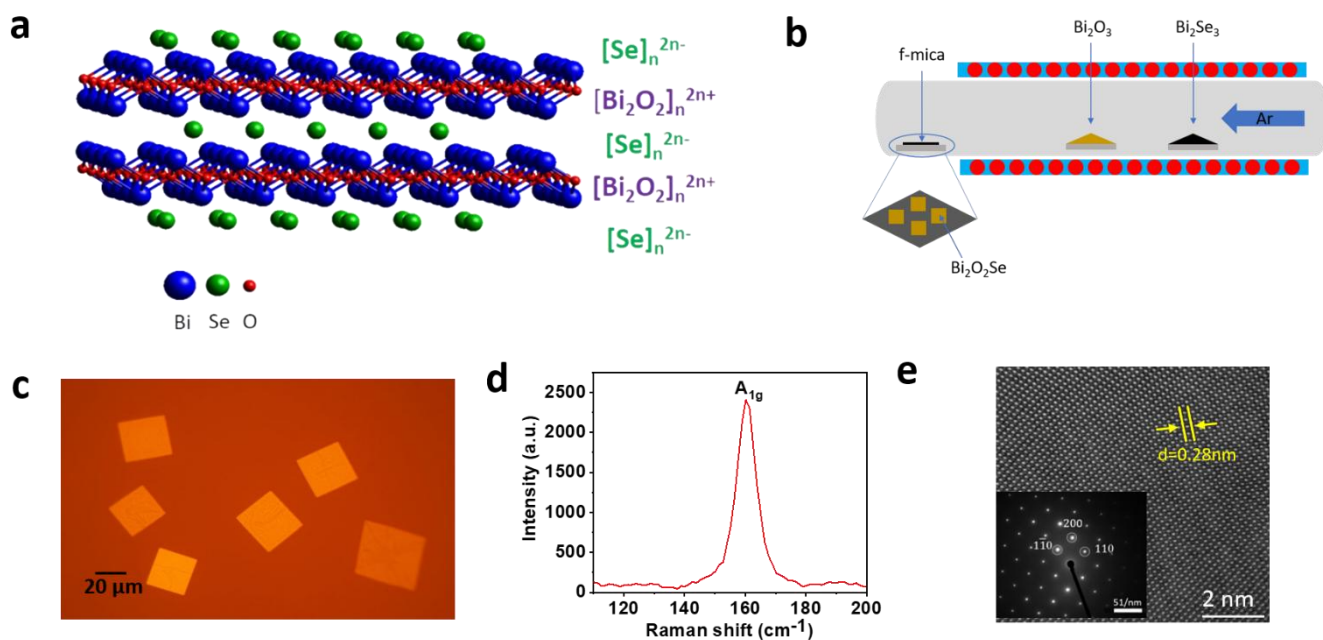 a
[Se]ₙ²ⁿ⁻
[Bi₂O₂]ₙ²ⁿ⁺
[Se]ₙ²ⁿ⁻
[Bi₂O₂]ₙ²ⁿ⁺
[Se]ₙ²ⁿ⁻
Bi Se O
b
Bi₂O₃ Bi₂Se₃
f-mica
Ar
Bi₂O₂Se
c
20 µm
d
A₁g
Intensity (a.u.)
2500
2000
1500
1000
500
0
120 140 160 180 200
Raman shift (cm⁻¹)
e
d=0.28nm
200
1̄10 110
51/nm
2 nm